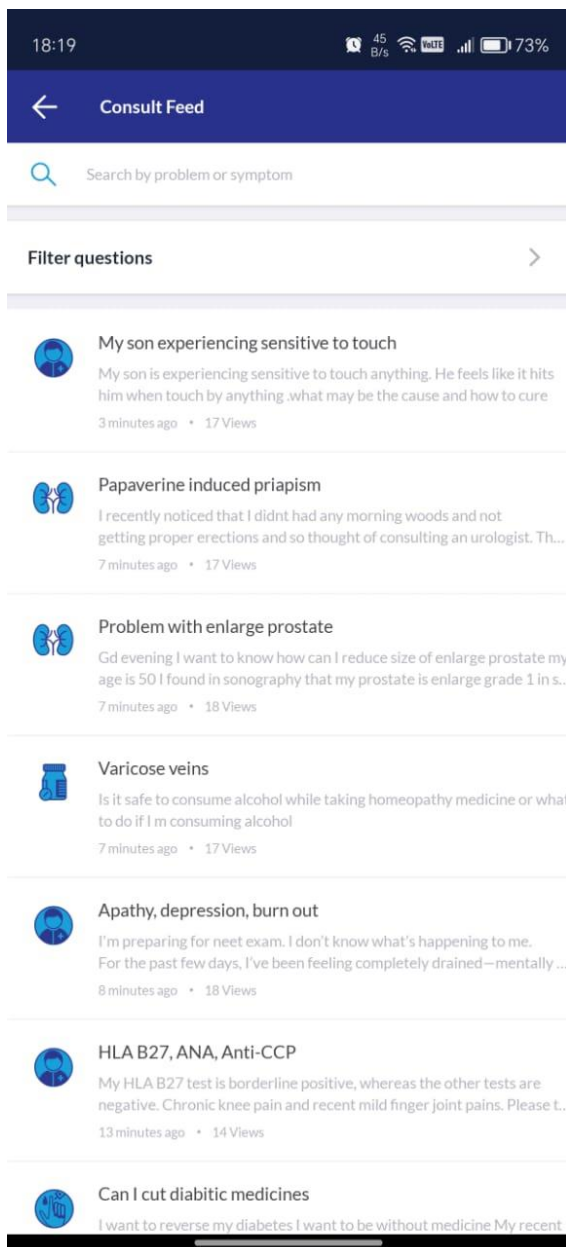 18:19
45 B/s VoLTE 73%
Consult Feed
Search by problem or symptom
Filter questions
My son experiencing sensitive to touch
My son is experiencing sensitive to touch anything. He feels like it hits
him when touch by anything .what may be the cause and how to cure
3 minutes ago • 17 Views
Papaverine induced priapism
I recently noticed that I didnt had any morning woods and not
getting proper erections and so thought of consulting an urologist. Th...
7 minutes ago • 17 Views
Problem with enlarge prostate
Gd evening I want to know how can I reduce size of enlarge prostate my
age is 50 I found in sonography that my prostate is enlarge grade 1 in s..
7 minutes ago • 18 Views
Varicose veins
Is it safe to consume alcohol while taking homeopathy medicine or what
to do if I m consuming alcohol
7 minutes ago • 17 Views
Apathy, depression, burn out
I'm preparing for neet exam. I don't know what's happening to me.
For the past few days, I've been feeling completely drained—mentally ...
8 minutes ago • 18 Views
HLA B27, ANA, Anti-CCP
My HLA B27 test is borderline positive, whereas the other tests are
negative. Chronic knee pain and recent mild finger joint pains. Please t..
13 minutes ago • 14 Views
Can I cut diabitic medicines
I want to reverse my diabetes I want to be without medicine My recent